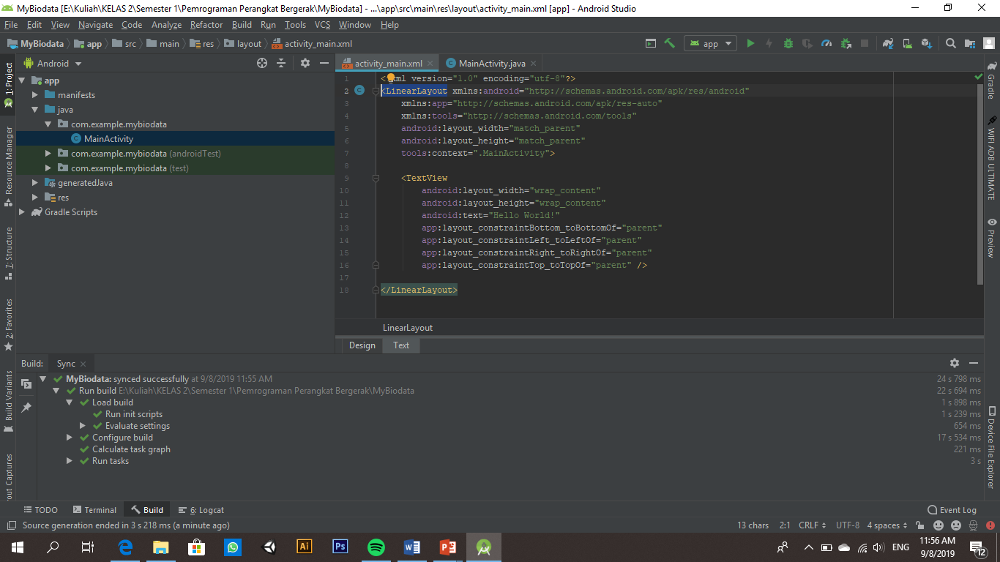 MyBiodata [E:\Kuliah\KELAS 2\Semester 1\Pemrograman Perangkat Bergerak\MyBiodata] - ...\app\src\main\res\layout\activity_main.xml [app] - Android Studio
File Edit View Navigate Code Analyze Refactor Build Run Tools VCS Window Help
MyBiodata app src main res layout activity_main.xml app
1: Project
Resource Manager
7: Structure
2: Favorites
Build Variants
out Captures
Android
app
manifests
java
com.example.mybiodata
MainActivity
com.example.mybiodata (androidTest)
com.example.mybiodata (test)
generatedJava
res
Gradle Scripts
activity_main.xml MainActivity.java
1 <?xml version="1.0" encoding="utf-8"?>
2 <LinearLayout xmlns:android="http://schemas.android.com/apk/res/android"
3 xmlns:app="http://schemas.android.com/apk/res-auto"
4 xmlns:tools="http://schemas.android.com/tools"
5 android:layout_width="match_parent"
6 android:layout_height="match_parent"
7 tools:context=".MainActivity">
8
9 <TextView
10 android:layout_width="wrap_content"
11 android:layout_height="wrap_content"
12 android:text="Hello World!"
13 app:layout_constraintBottom_toBottomOf="parent"
14 app:layout_constraintLeft_toLeftOf="parent"
15 app:layout_constraintRight_toRightOf="parent"
16 app:layout_constraintTop_toTopOf="parent" />
17
18 </LinearLayout>
LinearLayout
Design Text
Gradle
WIFI ADB ULTIMATE
Preview
Device File Explorer
Build: Sync
MyBiodata: synced successfully at 9/8/2019 11:55 AM 24 s 798 ms
Run build E:\Kuliah\KELAS 2\Semester 1\Pemrograman Perangkat Bergerak\MyBiodata 22 s 694 ms
Load build 1 s 898 ms
Run init scripts 1 s 239 ms
Evaluate settings 654 ms
Configure build 17 s 534 ms
Calculate task graph 221 ms
Run tasks 3 s
TODO Terminal Build 6: Logcat Event Log
Source generation ended in 3 s 218 ms (a minute ago) 13 chars 2:1 CRLF UTF-8 4 spaces
Ai Ps ENG 11:56 AM
9/8/2019 12